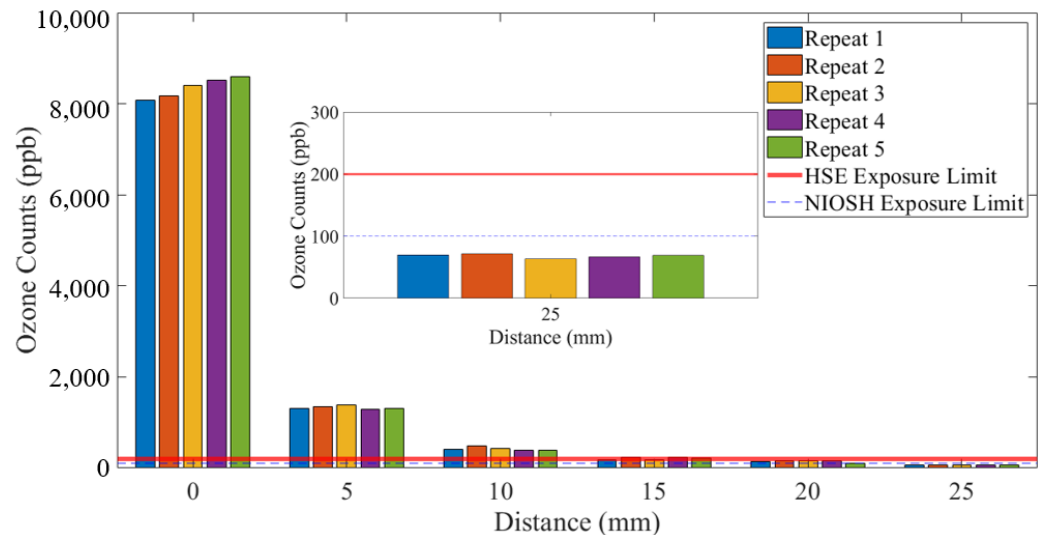 10,000
8,000
6,000
4,000
2,000
0
Ozone Counts (ppb)
0 5 10 15 20 25
Distance (mm)
300
200
100
0
Ozone Counts (ppb)
25
Distance (mm)
Repeat 1
Repeat 2
Repeat 3
Repeat 4
Repeat 5
HSE Exposure Limit
NIOSH Exposure Limit